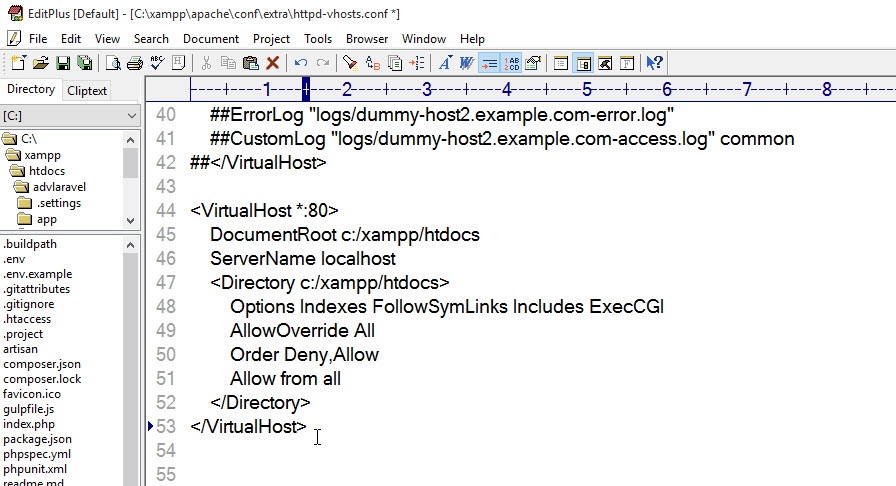 EditPlus [Default] - [C:\xampp\apache\conf\extra\httpd-vhosts.conf *]
File Edit View Search Document Project Tools Browser Window Help
Directory Cliptext
[C:]
C:\
xampp
htdocs
advlaravel
.settings
app
.buildpath
.env
.env.example
.gitattributes
.gitignore
.htaccess
.project
artisan
composer.json
composer.lock
favicon.ico
gulpfile.js
index.php
package.json
phpspec.yml
phpunit.xml
readme.md
----+----1----+----2----+----3----+----4----+----5----+----6----+----7----+----8----
40 ##ErrorLog "logs/dummy-host2.example.com-error.log"
41 ##CustomLog "logs/dummy-host2.example.com-access.log" common
42 ##</VirtualHost>
43
44 <VirtualHost *:80>
45 DocumentRoot c:/xampp/htdocs
46 ServerName localhost
47 <Directory c:/xampp/htdocs>
48 Options Indexes FollowSymLinks Includes ExecCGI
49 AllowOverride All
50 Order Deny,Allow
51 Allow from all
52 </Directory>
53 </VirtualHost>
54
55